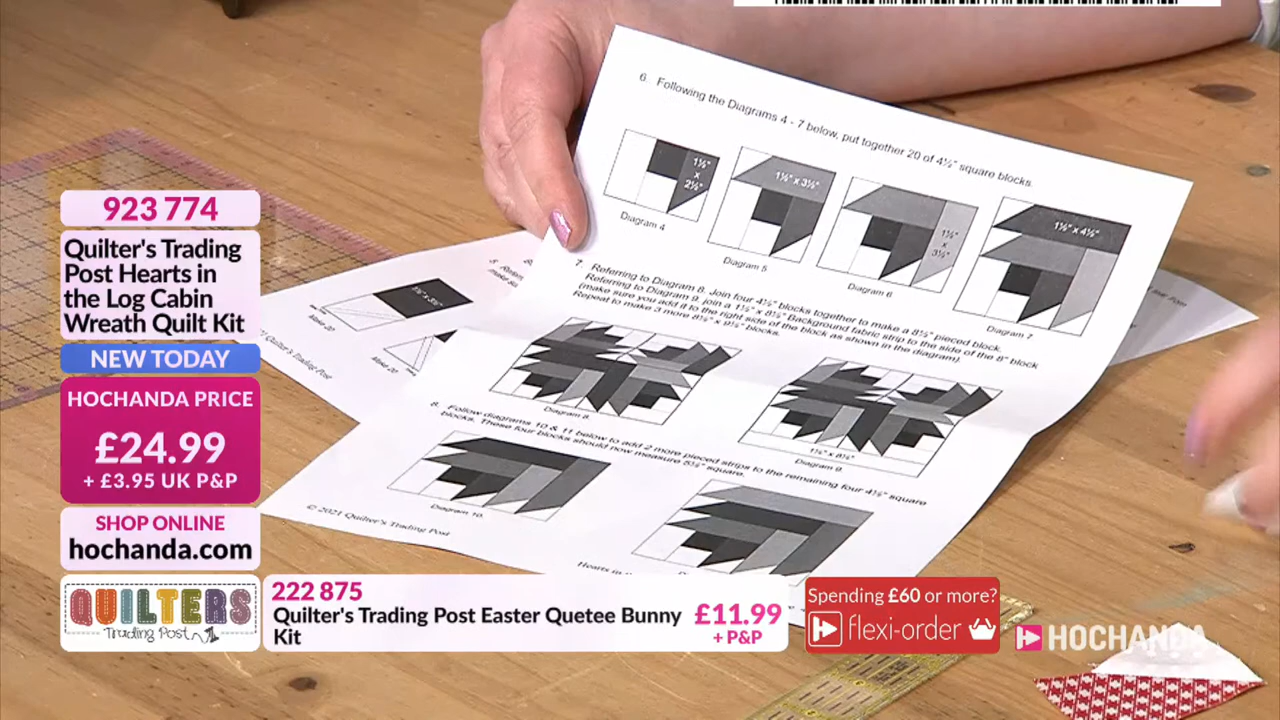 6. Following the Diagrams 4 - 7 below, put together 20 of 4½" square blocks.
1½"
x
2½"
1½" x 3½"
1½"
x
3½"
1½" x 4½"
Diagram 4
Diagram 5
Diagram 6
Diagram 7
7. Referring to Diagram 8. Join four 4½" blocks together to make a 8½" pieced block.
Referring to Diagram 9, join a 1½" x 8½" Background fabric strip to the side of the 8" block
(make sure you add it to the right side of the block as shown in the diagram).
Repeat to make 3 more 8½" x 9½" blocks.
Diagram 8
Diagram 9
1½" x 8½"
8. Follow diagrams 10 & 11 below to add 2 more pieced strips to the remaining four 4½" square
blocks. These four blocks should now measure 5½" square.
Diagram 10
© 2021 Quilter's Trading Post
Hearts in
Make 20
Make 20
Trading Post
923 774
Quilter's Trading
Post Hearts in
the Log Cabin
Wreath Quilt Kit
NEW TODAY
HOCHANDA PRICE
£24.99
+ £3.95 UK P&P
SHOP ONLINE
hochanda.com
QUILTERS
Trading Post
222 875
Quilter's Trading Post Easter Quetee Bunny
Kit
£11.99
+ P&P
Spending £60 or more?
flexi-order
HOCHANDA